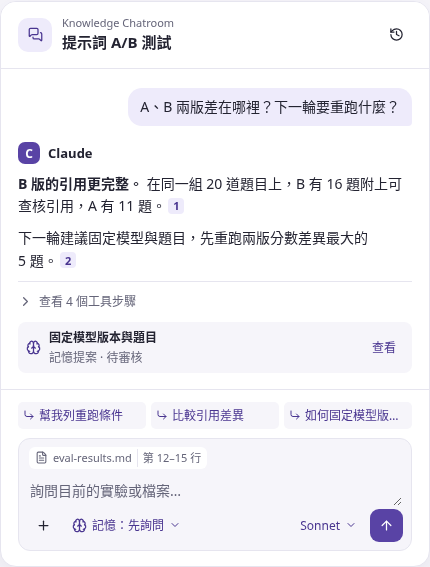 Knowledge Chatroom
提示詞 A/B 測試
A、B 兩版差在哪裡？下一輪要重跑什麼？
C Claude
B 版的引用更完整。 在同一組 20 道題目上，B 有 16 題附上可
查核引用，A 有 11 題。 1
下一輪建議固定模型與題目，先重跑兩版分數差異最大的
5 題。 2
查看 4 個工具步驟
固定模型版本與題目
記憶提案 · 待審核
查看
幫我列重跑條件
比較引用差異
如何固定模型版...
eval-results.md 第 12–15 行
詢問目前的實驗或檔案...
記憶：先詢問
Sonnet